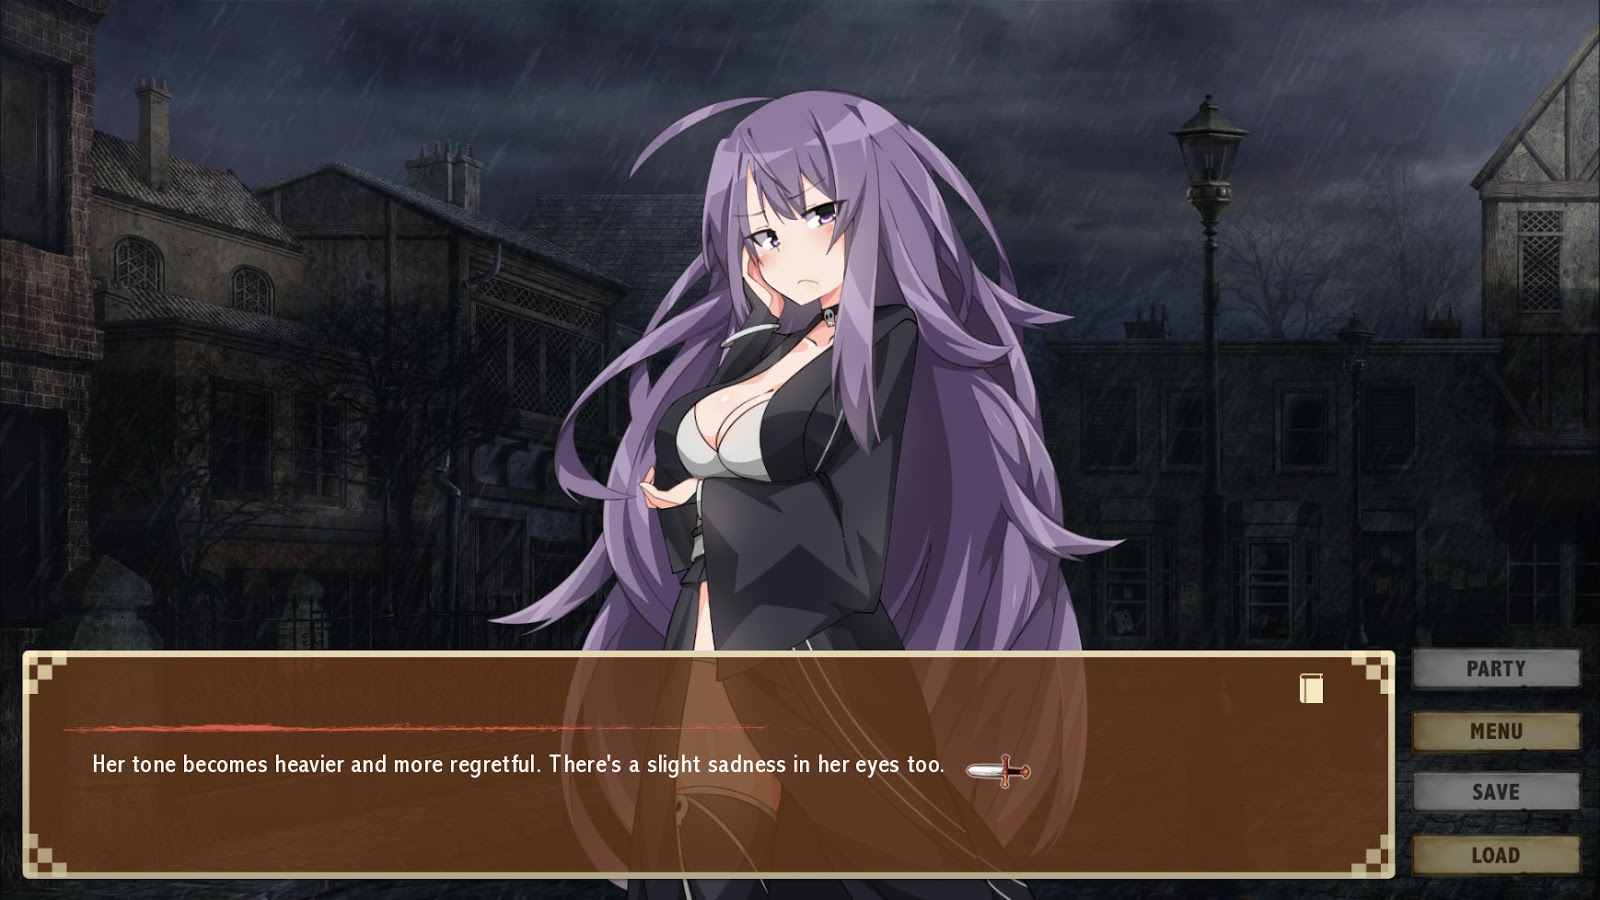 Her tone becomes heavier and more regretful. There's a slight sadness in her eyes too.
PARTY
MENU
SAVE
LOAD